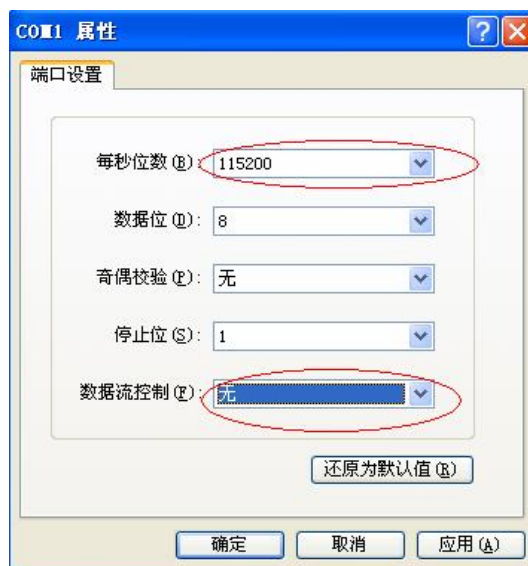 COM1 属性
端口设置
每秒位数(B): 115200
数据位(D): 8
奇偶校验(P): 无
停止位(S): 1
数据流控制(F): 无
还原为默认值(R)
确定 取消 应用(A)